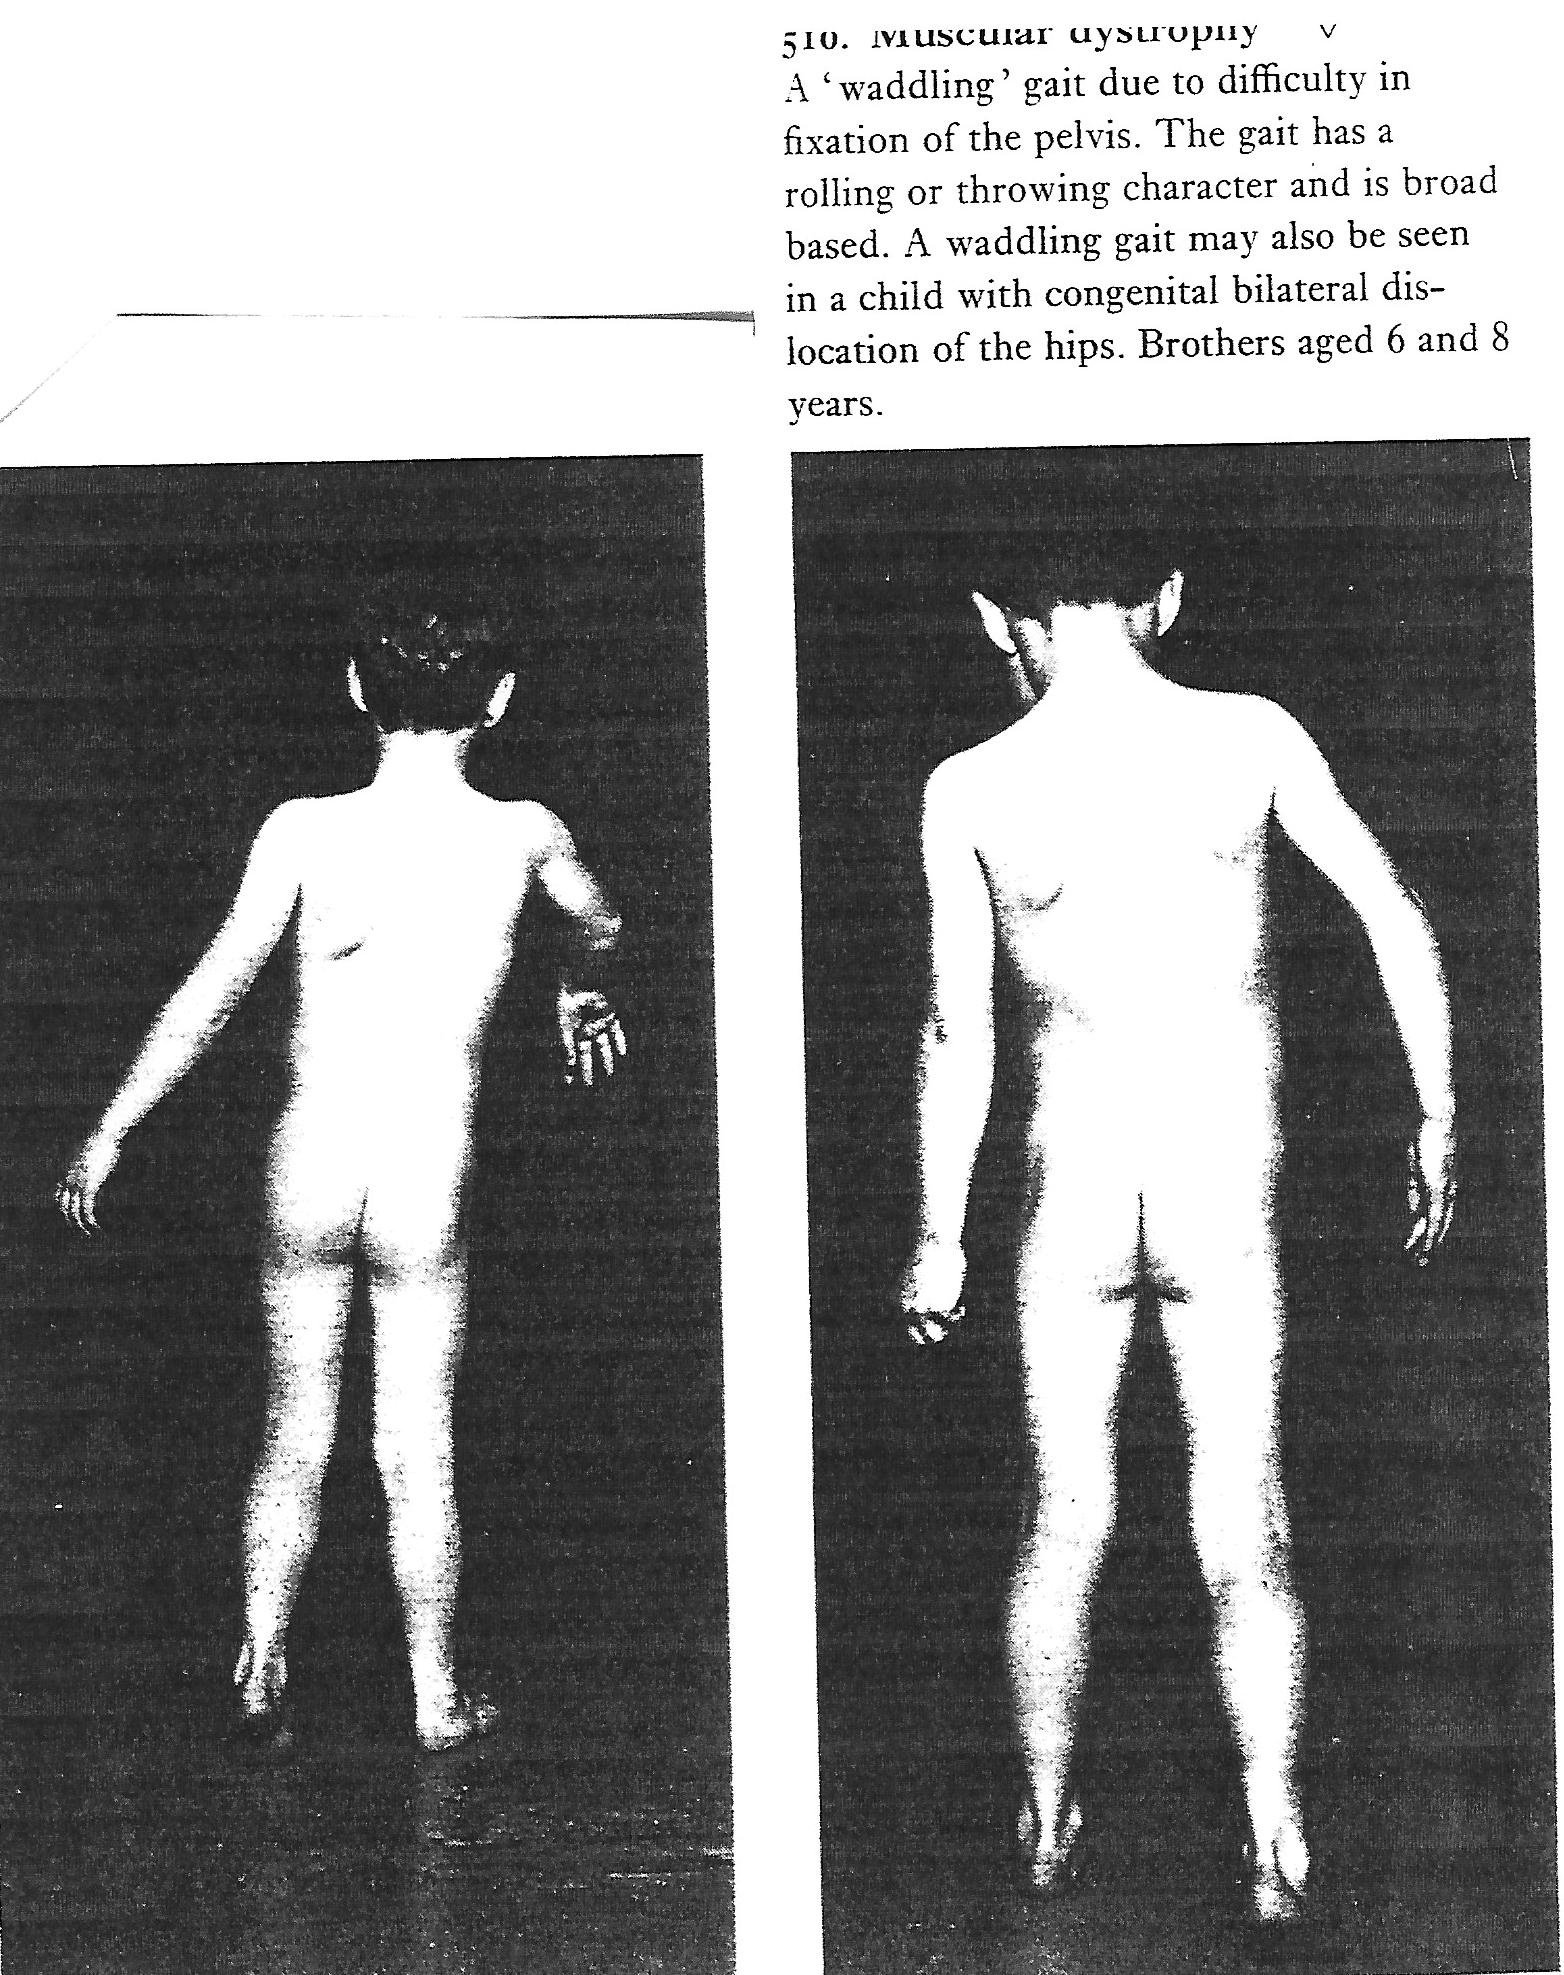 510. Muscular dystrophy
A ‘waddling’ gait due to difficulty in
fixation of the pelvis. The gait has a
rolling or throwing character and is broad
based. A waddling gait may also be seen
in a child with congenital bilateral dis-
location of the hips. Brothers aged 6 and 8
years.